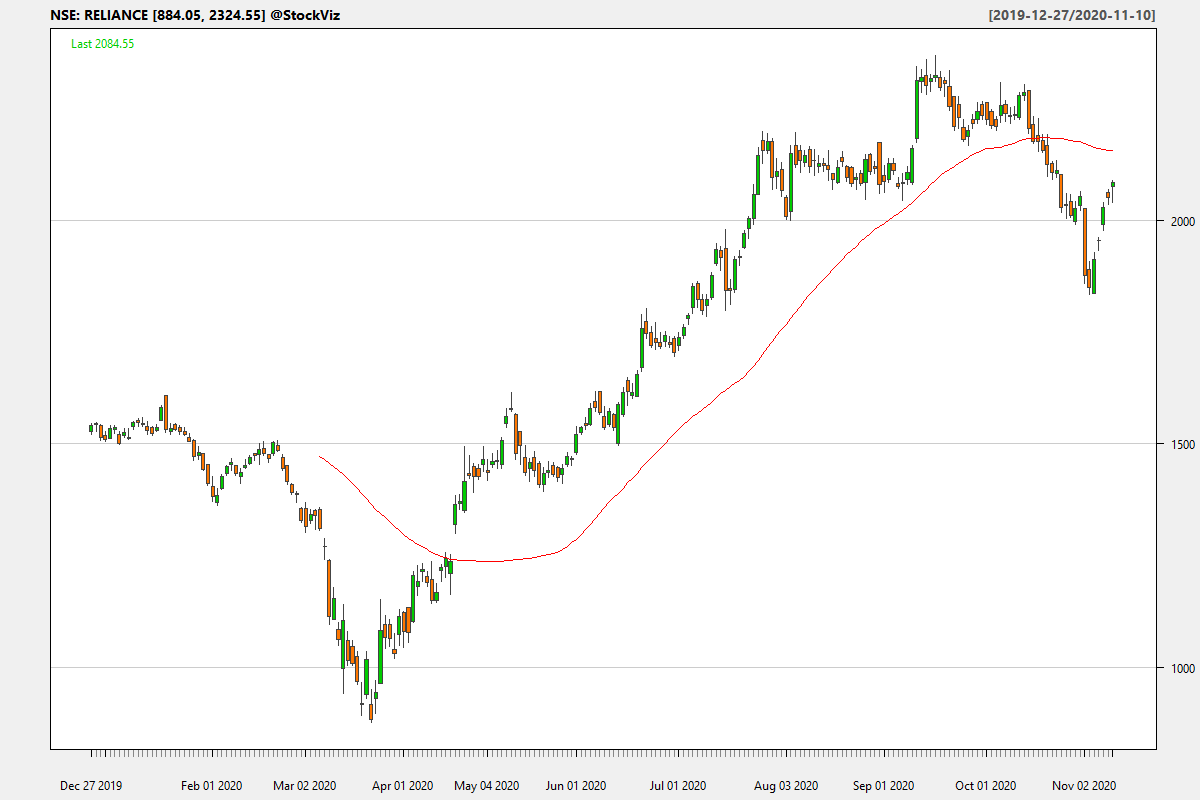 NSE: RELIANCE [884.05, 2324.55] @StockViz
[2019-12-27/2020-11-10]
Last 2084.55
2000
1500
1000
Dec 27 2019 Feb 01 2020 Mar 02 2020 Apr 01 2020 May 04 2020 Jun 01 2020 Jul 01 2020 Aug 03 2020 Sep 01 2020 Oct 01 2020 Nov 02 2020